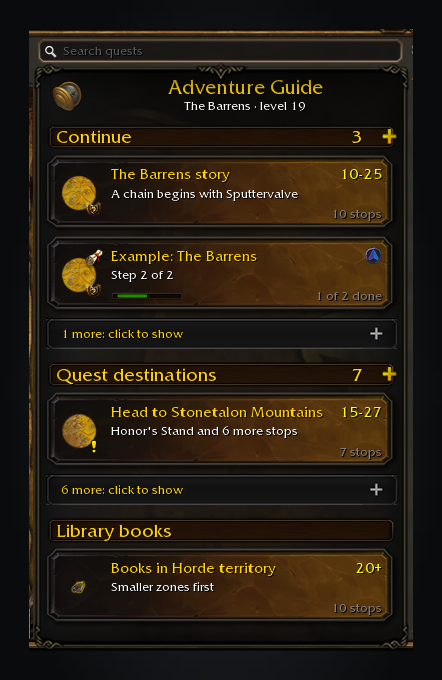 Search quests
Adventure Guide
The Barrens · level 19
Continue 3
The Barrens story 10-25
A chain begins with Sputtervalve
10 stops
Example: The Barrens
Step 2 of 2
1 of 2 done
1 more: click to show
Quest destinations 7
Head to Stonetalon Mountains 15-27
Honor's Stand and 6 more stops
7 stops
6 more: click to show
Library books
Books in Horde territory 20+
Smaller zones first
10 stops